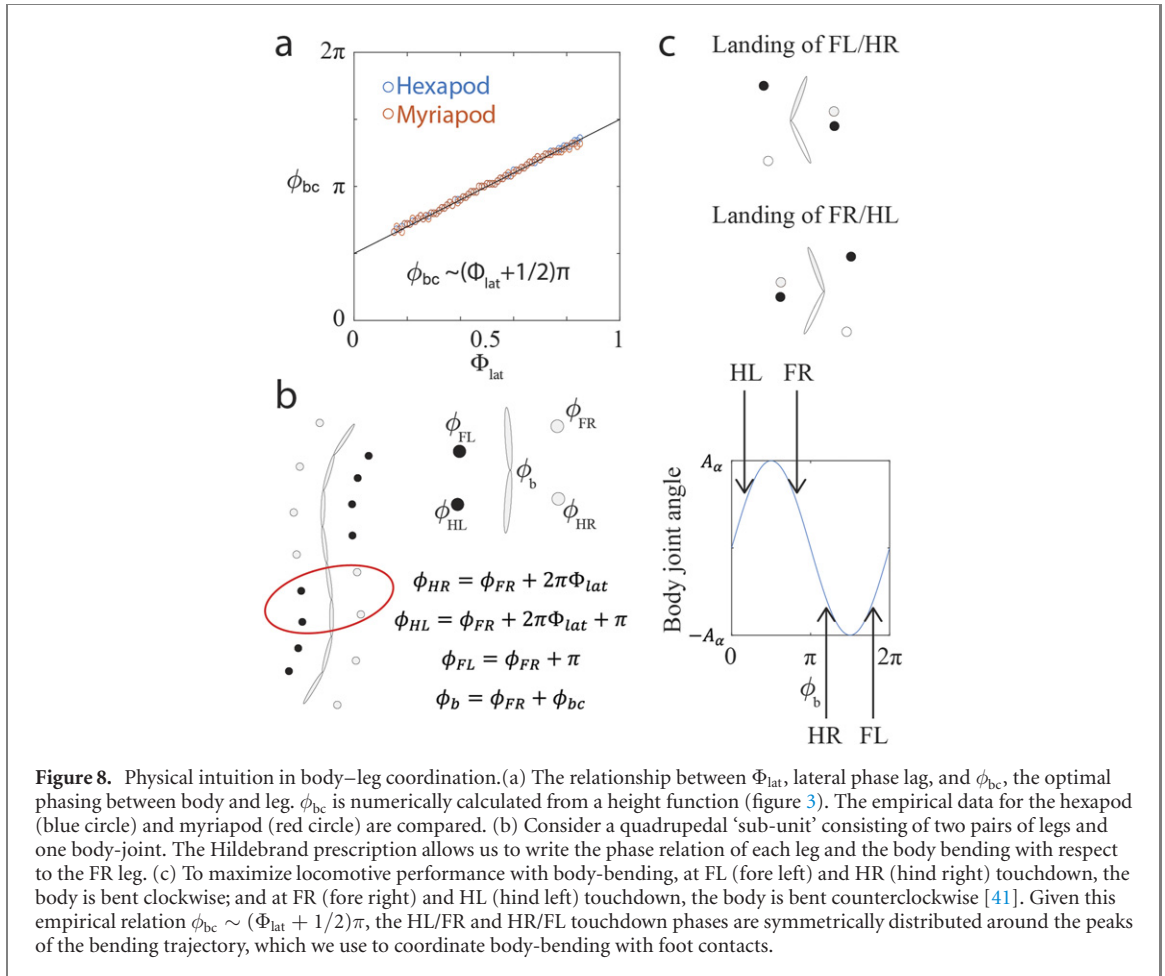 a
2π
Hexapod
Myriapod
ϕbc
π
ϕbc ~(Φlat+1/2)π
0
0
0.5
1
Φlat
b
ϕFL
ϕFR
ϕb
ϕHL
ϕHR
ϕHR = ϕFR + 2πΦlat
ϕHL = ϕFR + 2πΦlat + π
ϕFL = ϕFR + π
ϕb = ϕFR + ϕbc
c
Landing of FL/HR
Landing of FR/HL
HL FR
Aα
Body joint angle
-Aα
0
π
2π
ϕb
HR FL
Figure 8. Physical intuition in body–leg coordination.(a) The relationship between Φlat, lateral phase lag, and ϕbc, the optimal
phasing between body and leg. ϕbc is numerically calculated from a height function (figure 3). The empirical data for the hexapod
(blue circle) and myriapod (red circle) are compared. (b) Consider a quadrupedal ‘sub-unit’ consisting of two pairs of legs and
one body-joint. The Hildebrand prescription allows us to write the phase relation of each leg and the body bending with respect
to the FR leg. (c) To maximize locomotive performance with body-bending, at FL (fore left) and HR (hind right) touchdown, the
body is bent clockwise; and at FR (fore right) and HL (hind left) touchdown, the body is bent counterclockwise [41]. Given this
empirical relation ϕbc ∼ (Φlat + 1/2)π, the HL/FR and HR/FL touchdown phases are symmetrically distributed around the peaks
of the bending trajectory, which we use to coordinate body-bending with foot contacts.